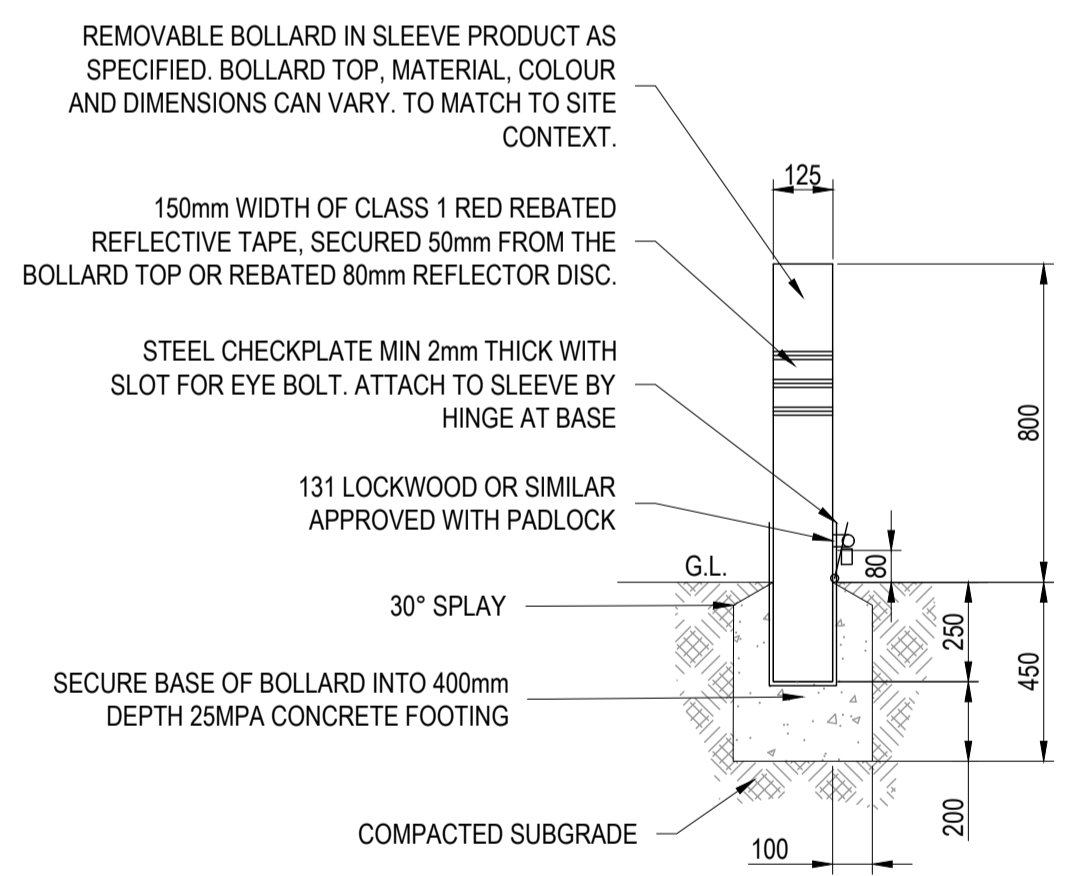 REMOVABLE BOLLARD IN SLEEVE PRODUCT AS
SPECIFIED. BOLLARD TOP, MATERIAL, COLOUR
AND DIMENSIONS CAN VARY. TO MATCH TO SITE
CONTEXT.
125
150mm WIDTH OF CLASS 1 RED REBATED
REFLECTIVE TAPE, SECURED 50mm FROM THE
BOLLARD TOP OR REBATED 80mm REFLECTOR DISC.
STEEL CHECKPLATE MIN 2mm THICK WITH
SLOT FOR EYE BOLT. ATTACH TO SLEEVE BY
HINGE AT BASE
800
131 LOCKWOOD OR SIMILAR
APPROVED WITH PADLOCK
G.L.
80
30° SPLAY
250
450
SECURE BASE OF BOLLARD INTO 400mm
DEPTH 25MPA CONCRETE FOOTING
200
COMPACTED SUBGRADE
100